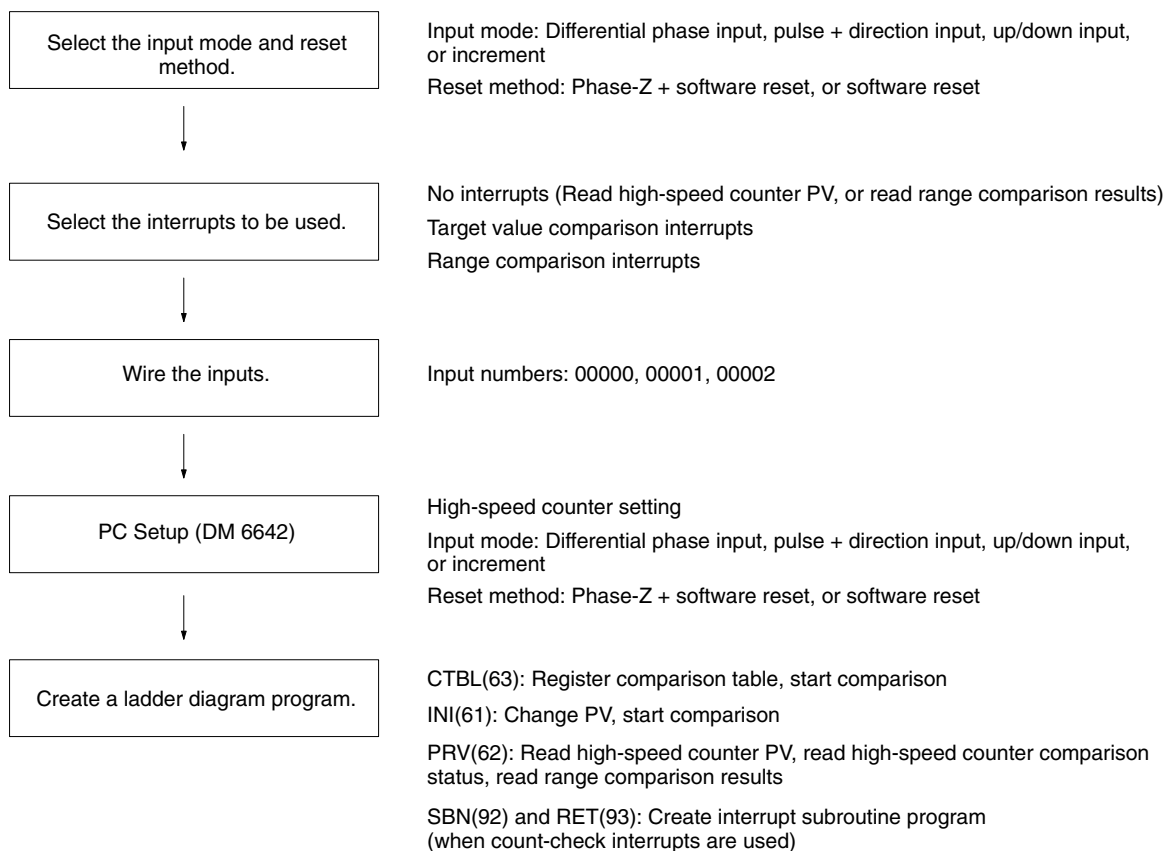 Select the input mode and reset
method.
Input mode: Differential phase input, pulse + direction input, up/down input,
or increment
Reset method: Phase-Z + software reset, or software reset
Select the interrupts to be used.
No interrupts (Read high-speed counter PV, or read range comparison results)
Target value comparison interrupts
Range comparison interrupts
Wire the inputs.
Input numbers: 00000, 00001, 00002
PC Setup (DM 6642)
High-speed counter setting
Input mode: Differential phase input, pulse + direction input, up/down input,
or increment
Reset method: Phase-Z + software reset, or software reset
Create a ladder diagram program.
CTBL(63): Register comparison table, start comparison
INI(61): Change PV, start comparison
PRV(62): Read high-speed counter PV, read high-speed counter comparison
status, read range comparison results
SBN(92) and RET(93): Create interrupt subroutine program
(when count-check interrupts are used)